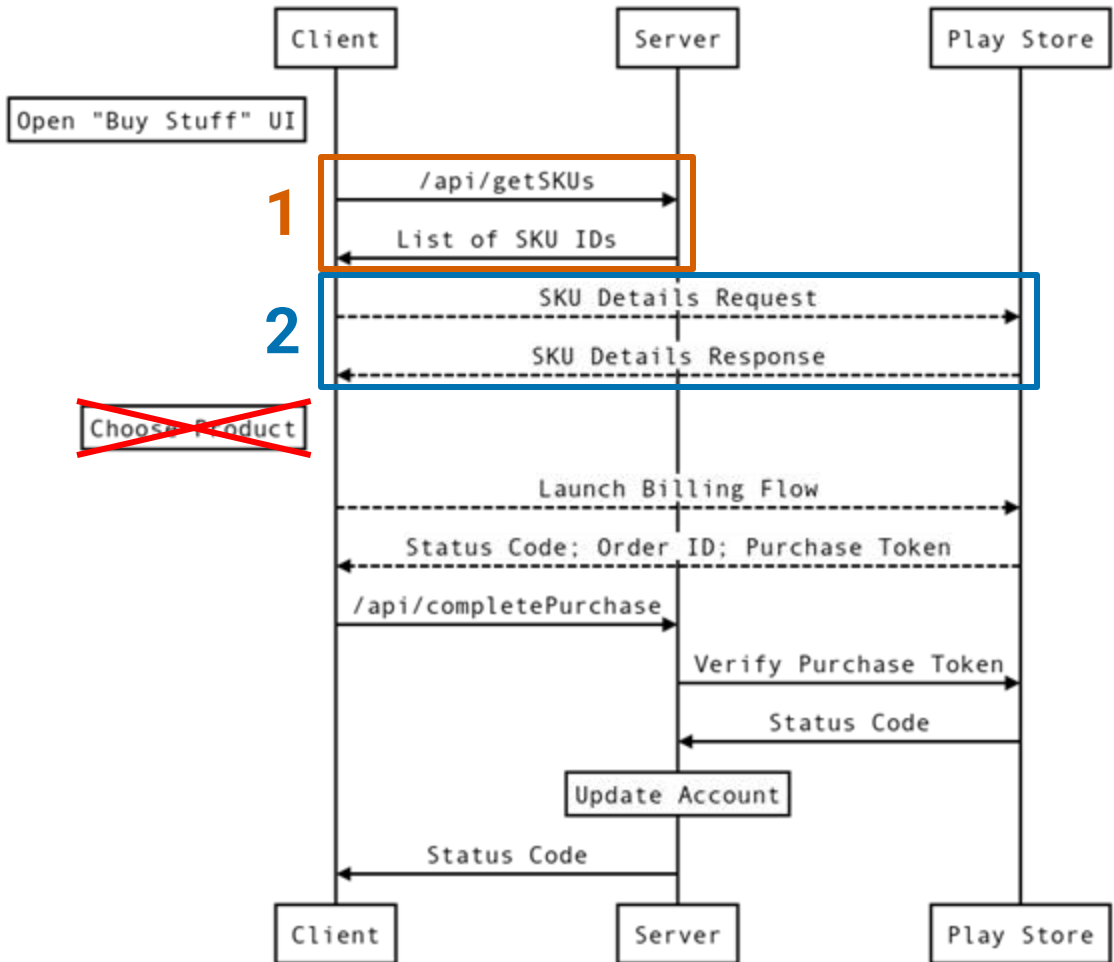 Client
Server
Play Store
Open "Buy Stuff" UI
1
/api/getSKUs
List of SKU IDs
2
SKU Details Request
SKU Details Response
Choose Product
Launch Billing Flow
Status Code; Order ID; Purchase Token
/api/completePurchase
Verify Purchase Token
Status Code
Update Account
Status Code
Client
Server
Play Store